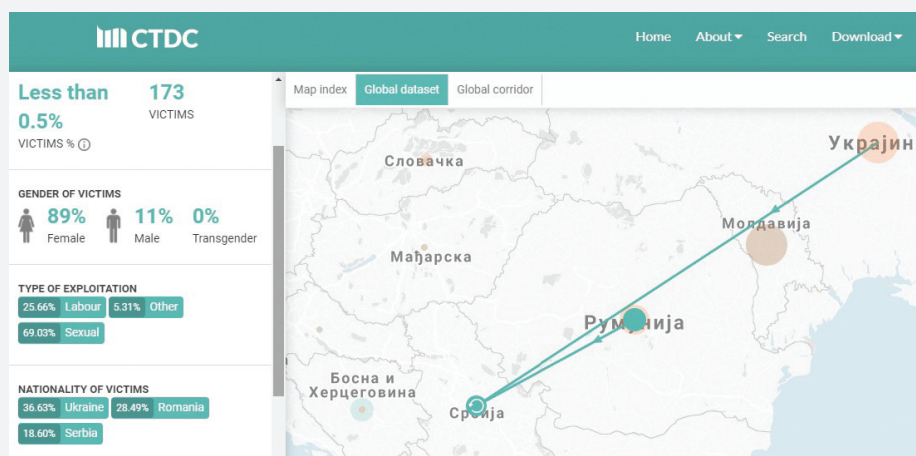 CTDC
Home About Search Download
Less than 0.5%
VICTIMS %
173
VICTIMS
GENDER OF VICTIMS
89%
Female
11%
Male
0%
Transgender
TYPE OF EXPLOITATION
25.66% Labour 5.31% Other
69.03% Sexual
NATIONALITY OF VICTIMS
36.63% Ukraine 28.49% Romania
18.60% Serbia
Map index Global dataset Global corridor
Словачка
Украјин
Молдавија
Мађарска
Румунија
Босна и
Херцеговина
Србија